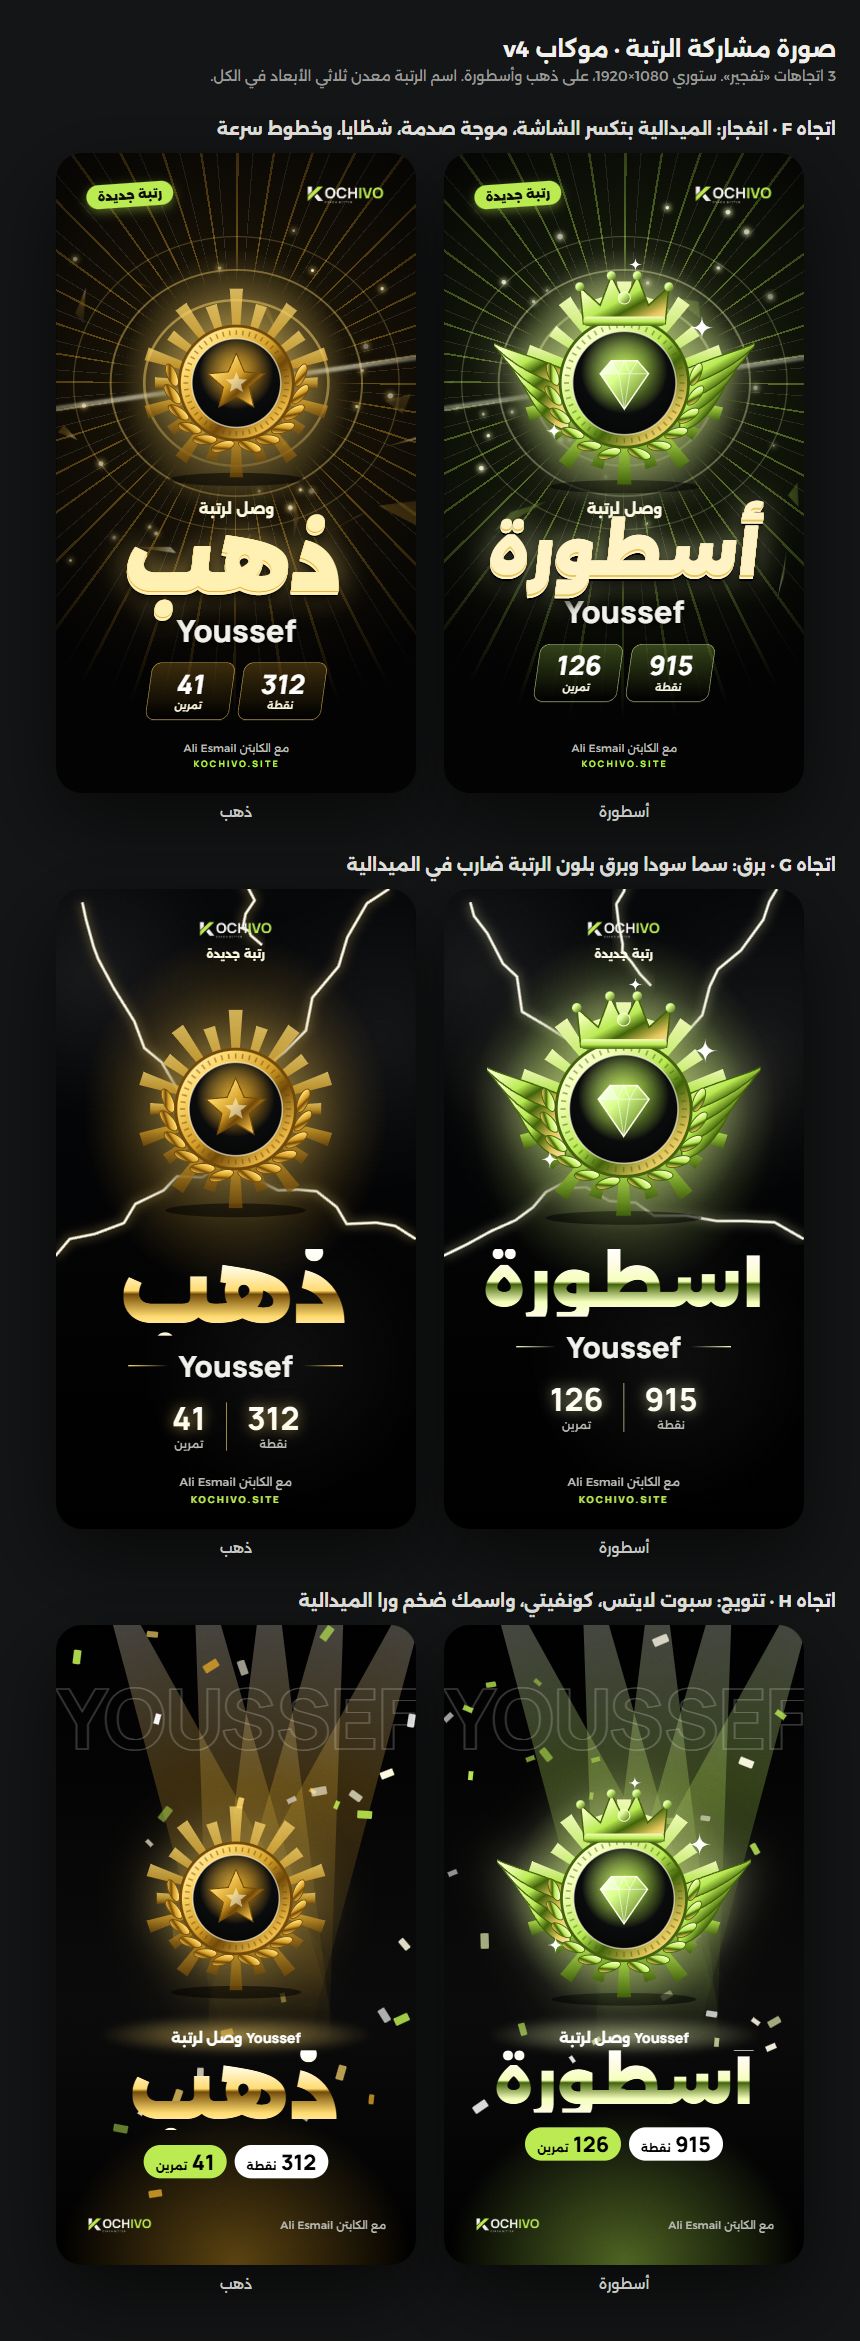 صورة مشاركة الرتبة · موكاب v4
3 اتجاهات «تفجير». ستوري 1080×1920، على ذهب وأسطورة. اسم الرتبة معدن ثلاثي الأبعاد في الكل.
اتجاه F · انفجار: الميدالية بتكسر الشاشة، موجة صدمة، شظايا، وخطوط سرعة
KOCHIVO
رتبة جديدة
وصل لرتبة
أسطورة
Youssef
915
نقطة
126
تمرين
مع الكابتن Ali Esmail
KOCHIVO.SITE
أسطورة
KOCHIVO
رتبة جديدة
وصل لرتبة
ذهب
Youssef
312
نقطة
41
تمرين
مع الكابتن Ali Esmail
KOCHIVO.SITE
ذهب
اتجاه G · برق: سما سودا وبرق بلون الرتبة ضارب في الميدالية
KOCHIVO
رتبة جديدة
اسطورة
Youssef
915
نقطة
126
تمرين
مع الكابتن Ali Esmail
KOCHIVO.SITE
أسطورة
KOCHIVO
رتبة جديدة
ذهب
Youssef
312
نقطة
41
تمرين
مع الكابتن Ali Esmail
KOCHIVO.SITE
ذهب
اتجاه H · تتويج: سبوت لايتس، كونفيتي، واسمك ضخم ورا الميدالية
YOUSSEF
Youssef وصل لرتبة
اسطورة
915 نقطة
126 تمرين
مع الكابتن Ali Esmail
KOCHIVO
أسطورة
YOUSSEF
Youssef وصل لرتبة
ذهب
312 نقطة
41 تمرين
مع الكابتن Ali Esmail
KOCHIVO
ذهب